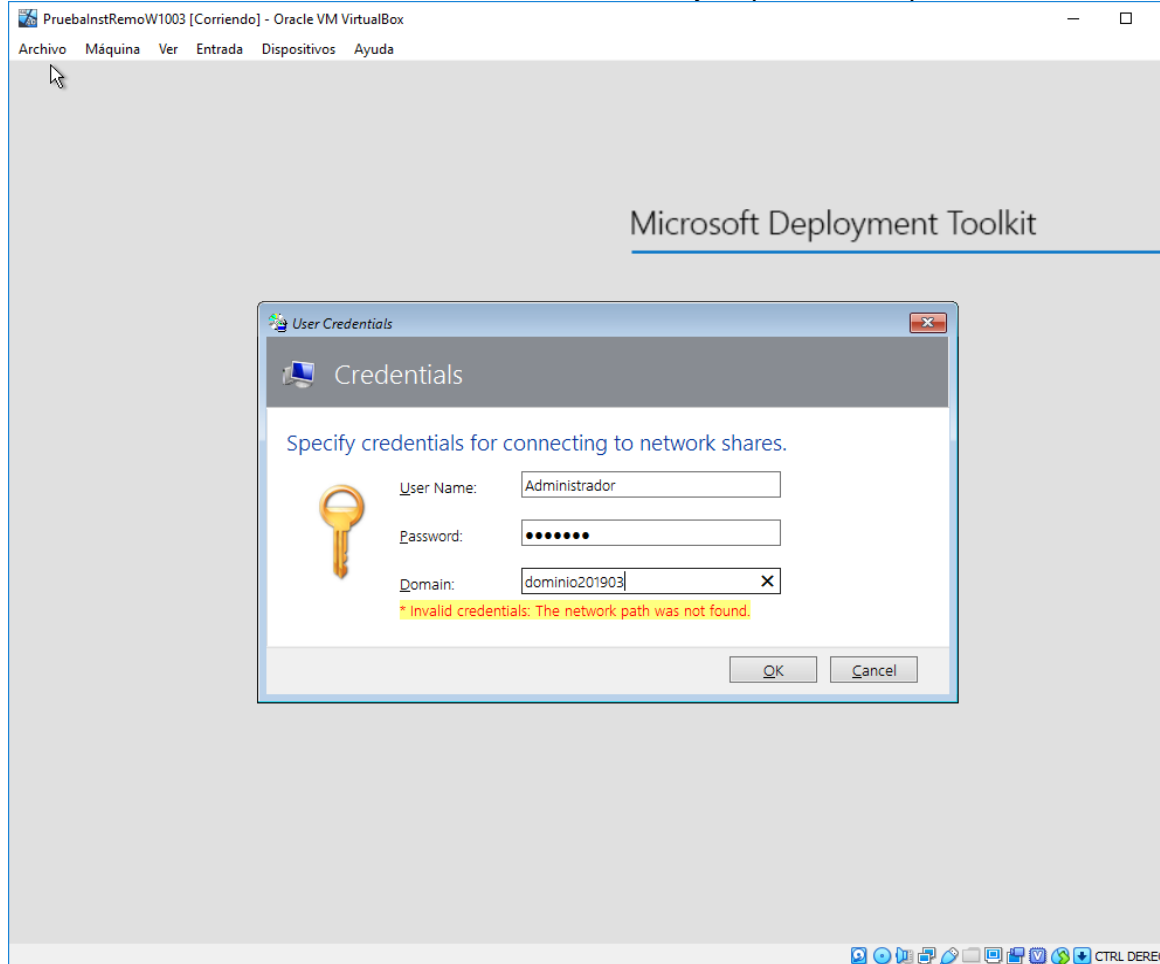 PruebaInstRemoW1003 [Corriendo] - Oracle VM VirtualBox
Archivo Máquina Ver Entrada Dispositivos Ayuda
Microsoft Deployment Toolkit
User Credentials
Credentials
Specify credentials for connecting to network shares.
User Name: Administrador
Password: •••••••
Domain: dominio201903
* Invalid credentials: The network path was not found.
OK Cancel
CTRL DEREC